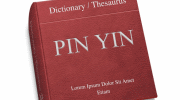 Dictionary / Thesaurus
PIN YIN
Lorem Ipsum Dolor Sit Amet
Etiam